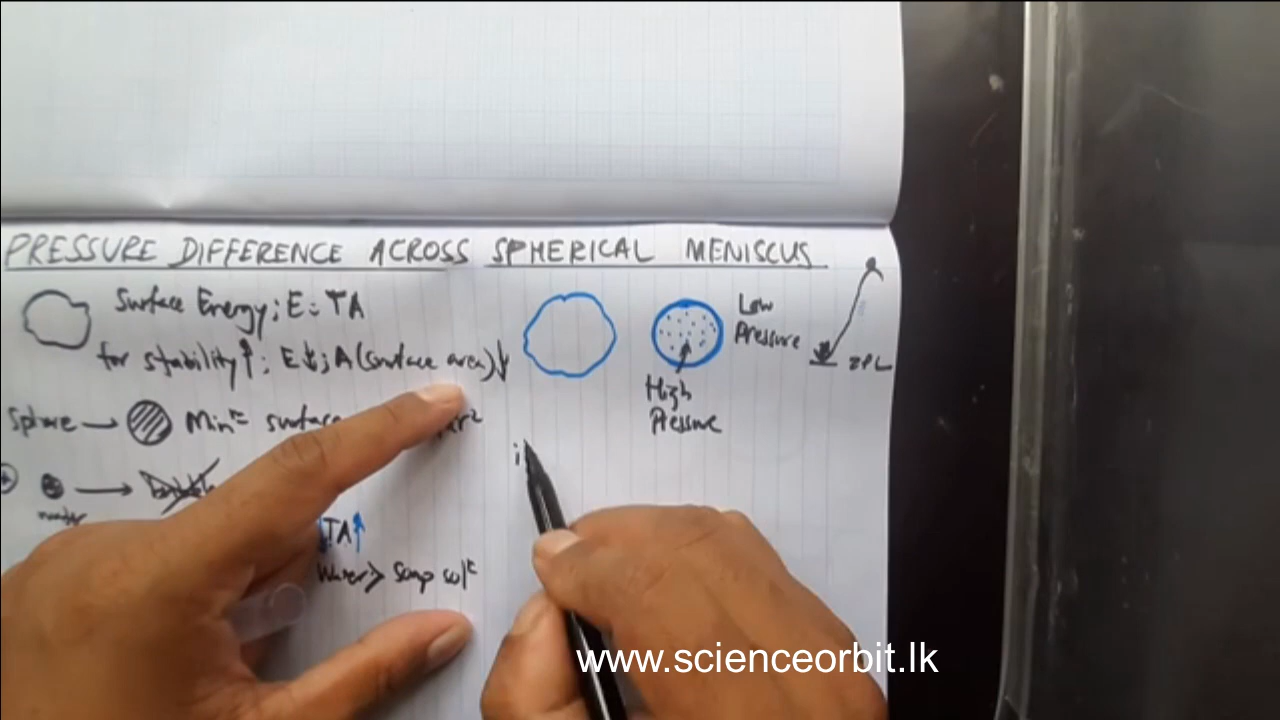 PRESSURE DIFFERENCE ACROSS SPHERICAL MENISCUS
Surface Energy; E = TA
for stability↑; E↓; A (surface area)↓
Sphere → Min surface
TA↑
Water > Soap sol
Low
Pressure
High
Pressure
ZPL
i
www.scienceorbit.lk